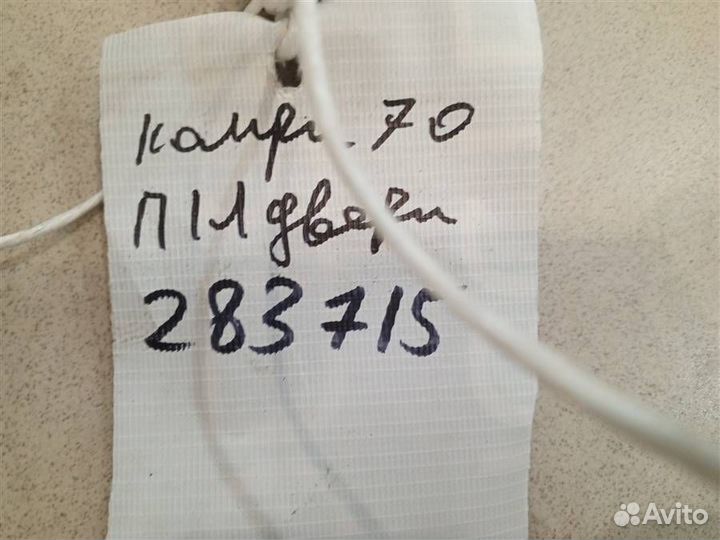 камри 70
П/Л двери
283715
Avito